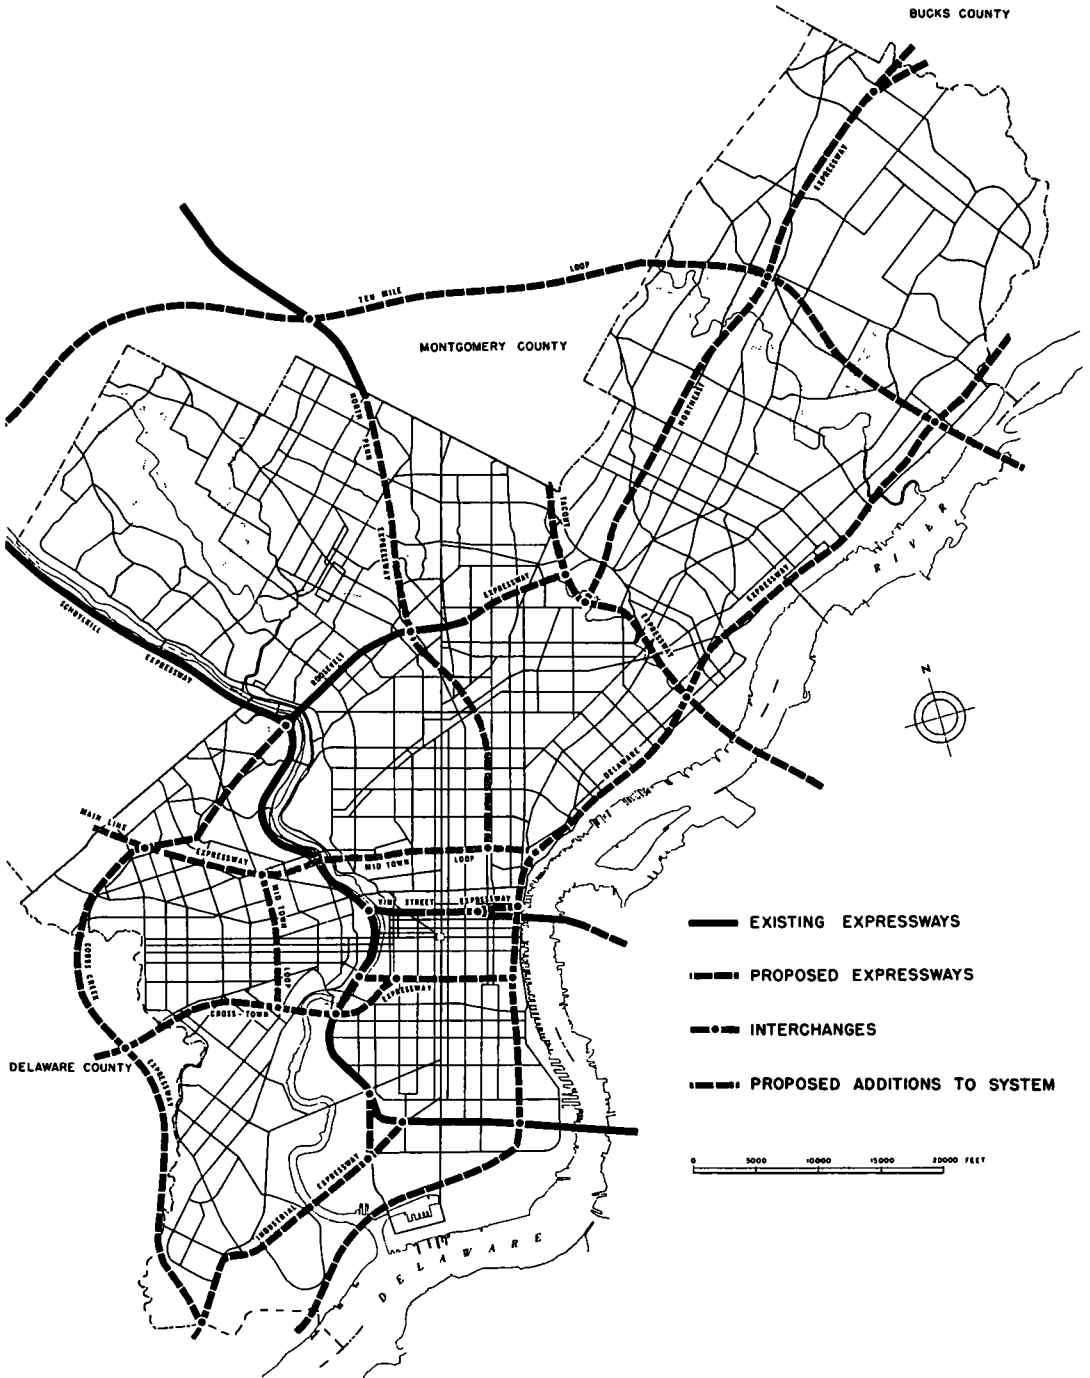 BUCKS COUNTY
EXPRESSWAY
LOOP
TEN MILE
MONTGOMERY COUNTY
NORTHEAST
NORTH PENN
EXPRESSWAY
TACONY
EXPRESSWAY
RIVER
EXPRESSWAY
EXPRESSWAY
SCHUYLKILL
EXPRESSWAY
ROOSEVELT
N
DELAWARE
MAIN LINE
EXPRESSWAY
MID TOWN
LOOP
MID TOWN
LOOP
VINE STREET
EXPRESSWAY
COBBS CREEK
EXPRESSWAY
CROSS-TOWN
EXPRESSWAY
DELAWARE COUNTY
EXISTING EXPRESSWAYS
PROPOSED EXPRESSWAYS
INTERCHANGES
PROPOSED ADDITIONS TO SYSTEM
0 5000 10000 15000 20000 FEET
EXPRESSWAY
DELAWARE